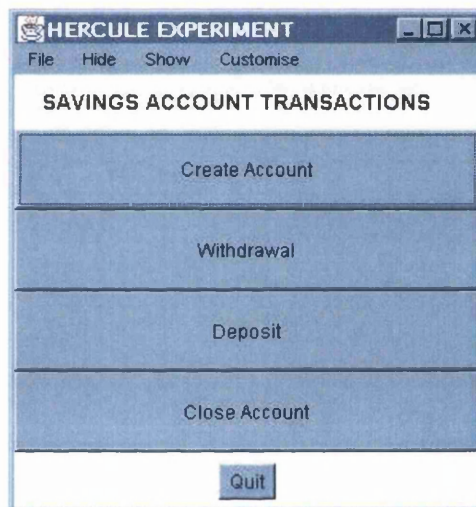 HERCULE EXPERIMENT
File Hide Show Customise
SAVINGS ACCOUNT TRANSACTIONS
Create Account
Withdrawal
Deposit
Close Account
Quit